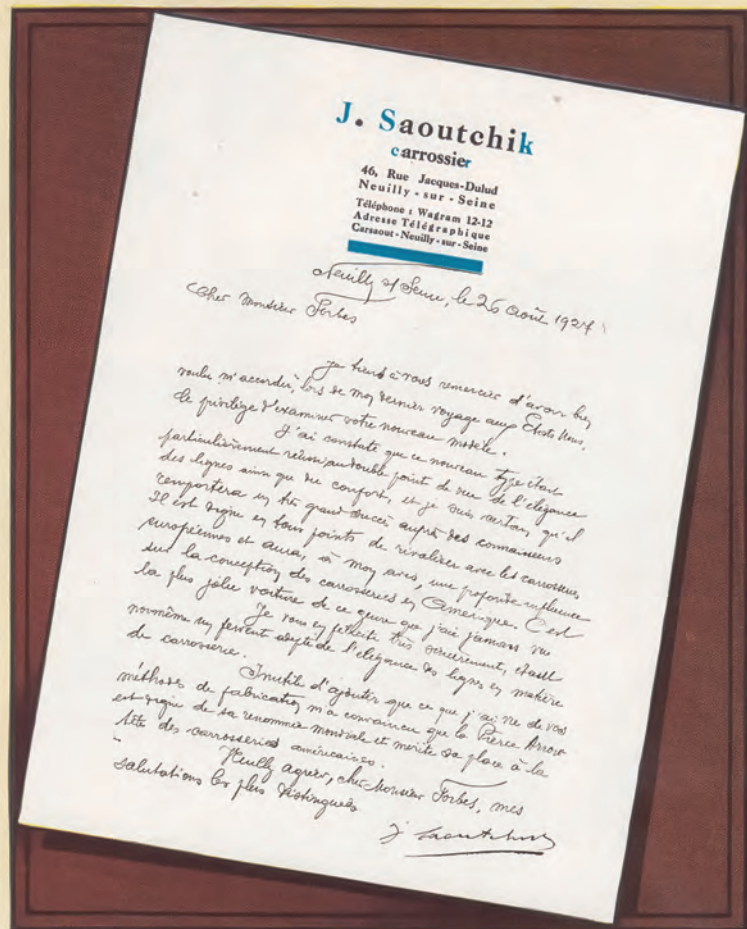 J. Saoutchik
carrossier
46, Rue Jacques-Dulud
Neuilly - sur - Seine
Téléphone : Wagram 12-12
Adresse Télégraphique
Carsaout - Neuilly - sur - Seine
Neuilly s/ Seine, le 26 Août 1927
Cher Monsieur Forbes
Je tiens à vous remercier d'avoir bien
voulu m'accorder, lors de mon dernier voyage aux Etats Unis,
le privilège d'examiner votre nouveau modèle.
J'ai constaté que ce nouveau type était
particulièrement réussi au double point de vue de l'élégance
des lignes ainsi que du confort, et je suis certain qu'il
remportera un très grand succès auprès des connaisseurs
Il est digne en tous points de rivaliser avec les carrosseries
européennes et aura, à mon avis, une profonde influence
sur la conception des carrosseries en Amérique. C'est
la plus jolie voiture de ce genre que j'aie jamais vue
Je vous en félicite très sincèrement, étant
moi-même un fervent adepte de l'élégance des lignes en matière
de carrosserie.
Inutile d'ajouter que ce que j'ai vu de vos
méthodes de fabrication m'a convaincu que la Pierce Arrow
est digne de sa renommée mondiale et mérite sa place à la
tête des carrosseries américaines.
Veuillez agréer, cher Monsieur Forbes, mes
salutations les plus distinguées.
J. Saoutchik